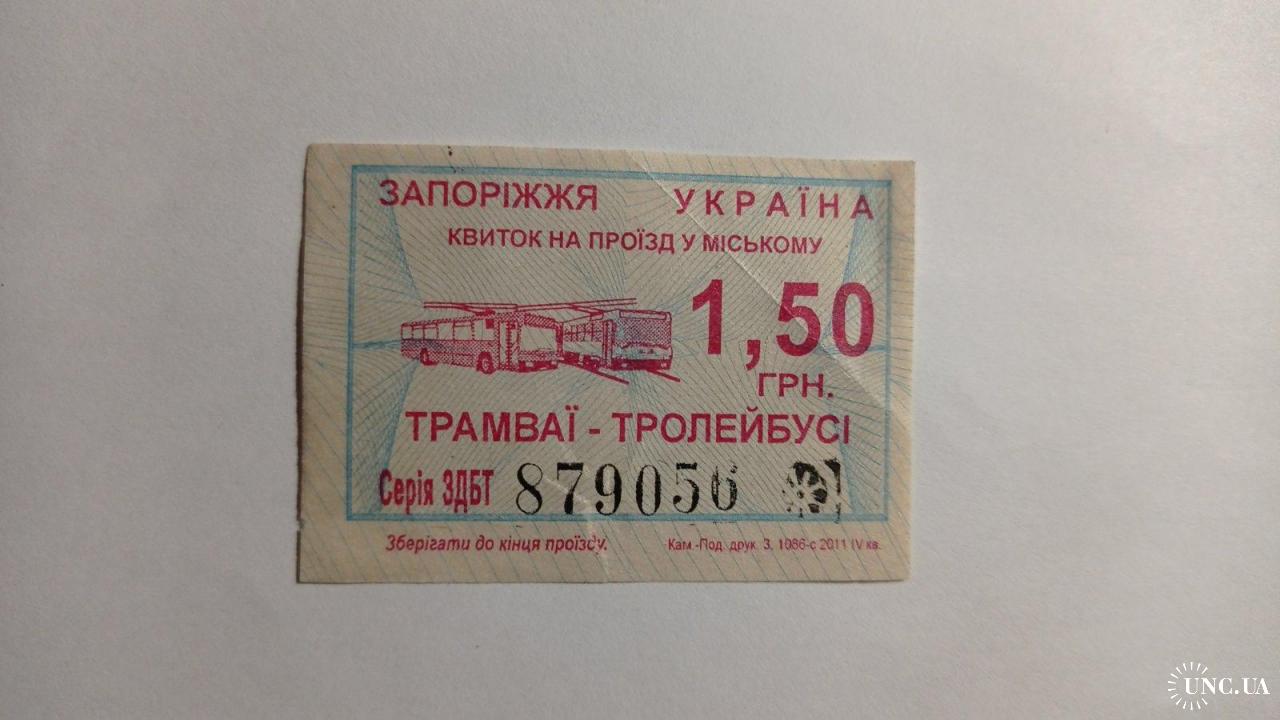 ЗАПОРІЖЖЯ УКРАЇНА
КВИТОК НА ПРОЇЗД У МІСЬКОМУ
1,50
ГРН.
ТРАМВАЇ - ТРОЛЕЙБУСІ
Серія ЗДБТ 879056
Зберігати до кінця проїзду. Кам.-Под. друк. З. 1086-с 2011 IV кв.
UNC.UA